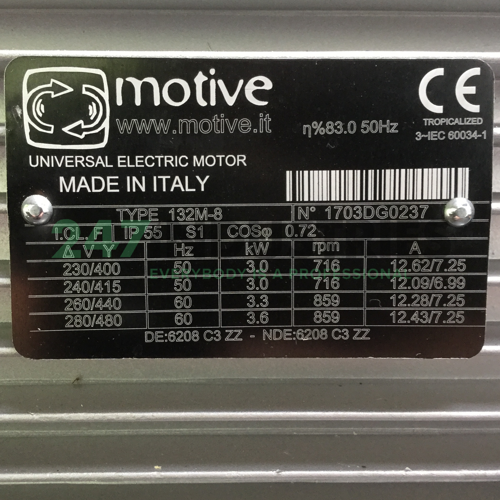 motive
CE
www.motive.it
η%83.0 50Hz
TROPICALIZED
3~IEC 60034-1
UNIVERSAL ELECTRIC MOTOR
MADE IN ITALY
TYPE 132M-8 N° 1703DG0237
I.CL. F IP 55 S1 COSφ 0.72
Δ V Y Hz kW rpm A
230/400 50 3.0 716 12.62/7.25
240/415 50 3.0 716 12.09/6.99
260/440 60 3.3 859 12.28/7.25
280/480 60 3.6 859 12.43/7.25
DE:6208 C3 ZZ - NDE:6208 C3 ZZ
247
EVERYBODY A PROFESSIONAL